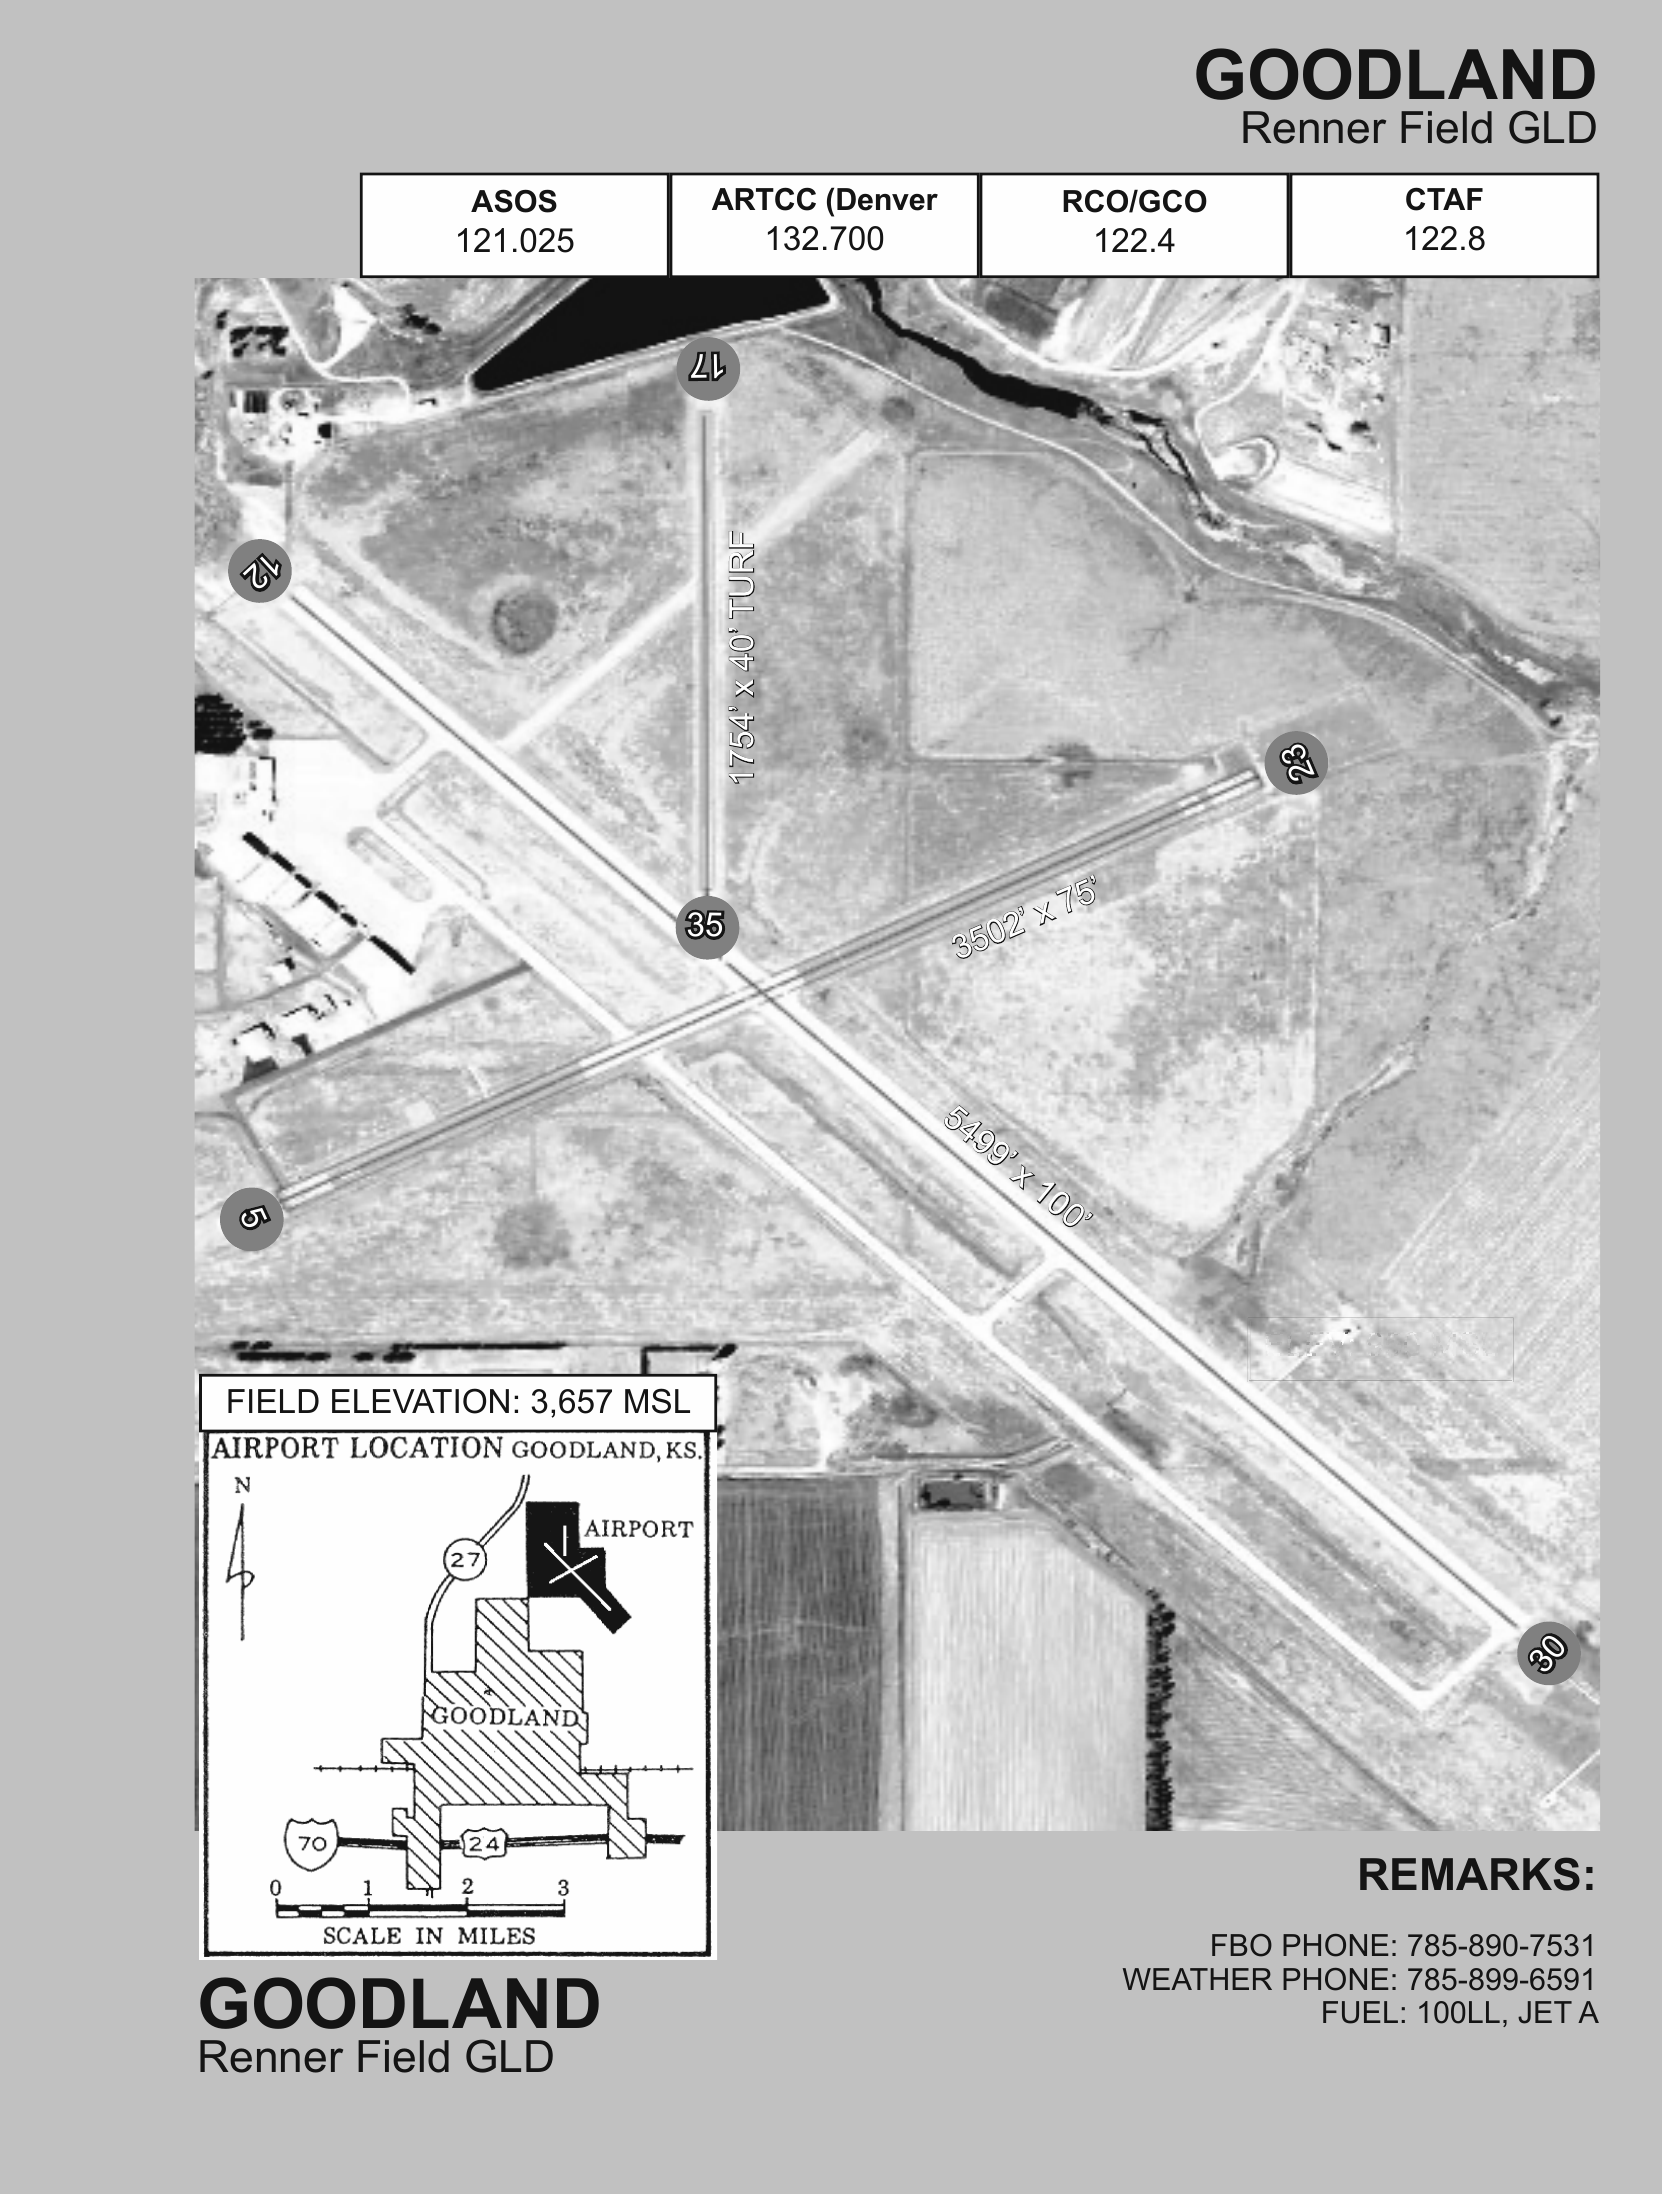 GOODLAND
Renner Field GLD
ASOS
121.025
ARTCC (Denver
132.700
RCO/GCO
122.4
CTAF
122.8
17
12
1754’ x 40’ TURF
23
35
3502’ x 75’
5
5499’ x 100’
30
FIELD ELEVATION: 3,657 MSL
AIRPORT LOCATION GOODLAND, KS.
N
AIRPORT
27
GOODLAND
70
24
0 1 2 3
SCALE IN MILES
REMARKS:
FBO PHONE: 785-890-7531
WEATHER PHONE: 785-899-6591
FUEL: 100LL, JET A
GOODLAND
Renner Field GLD